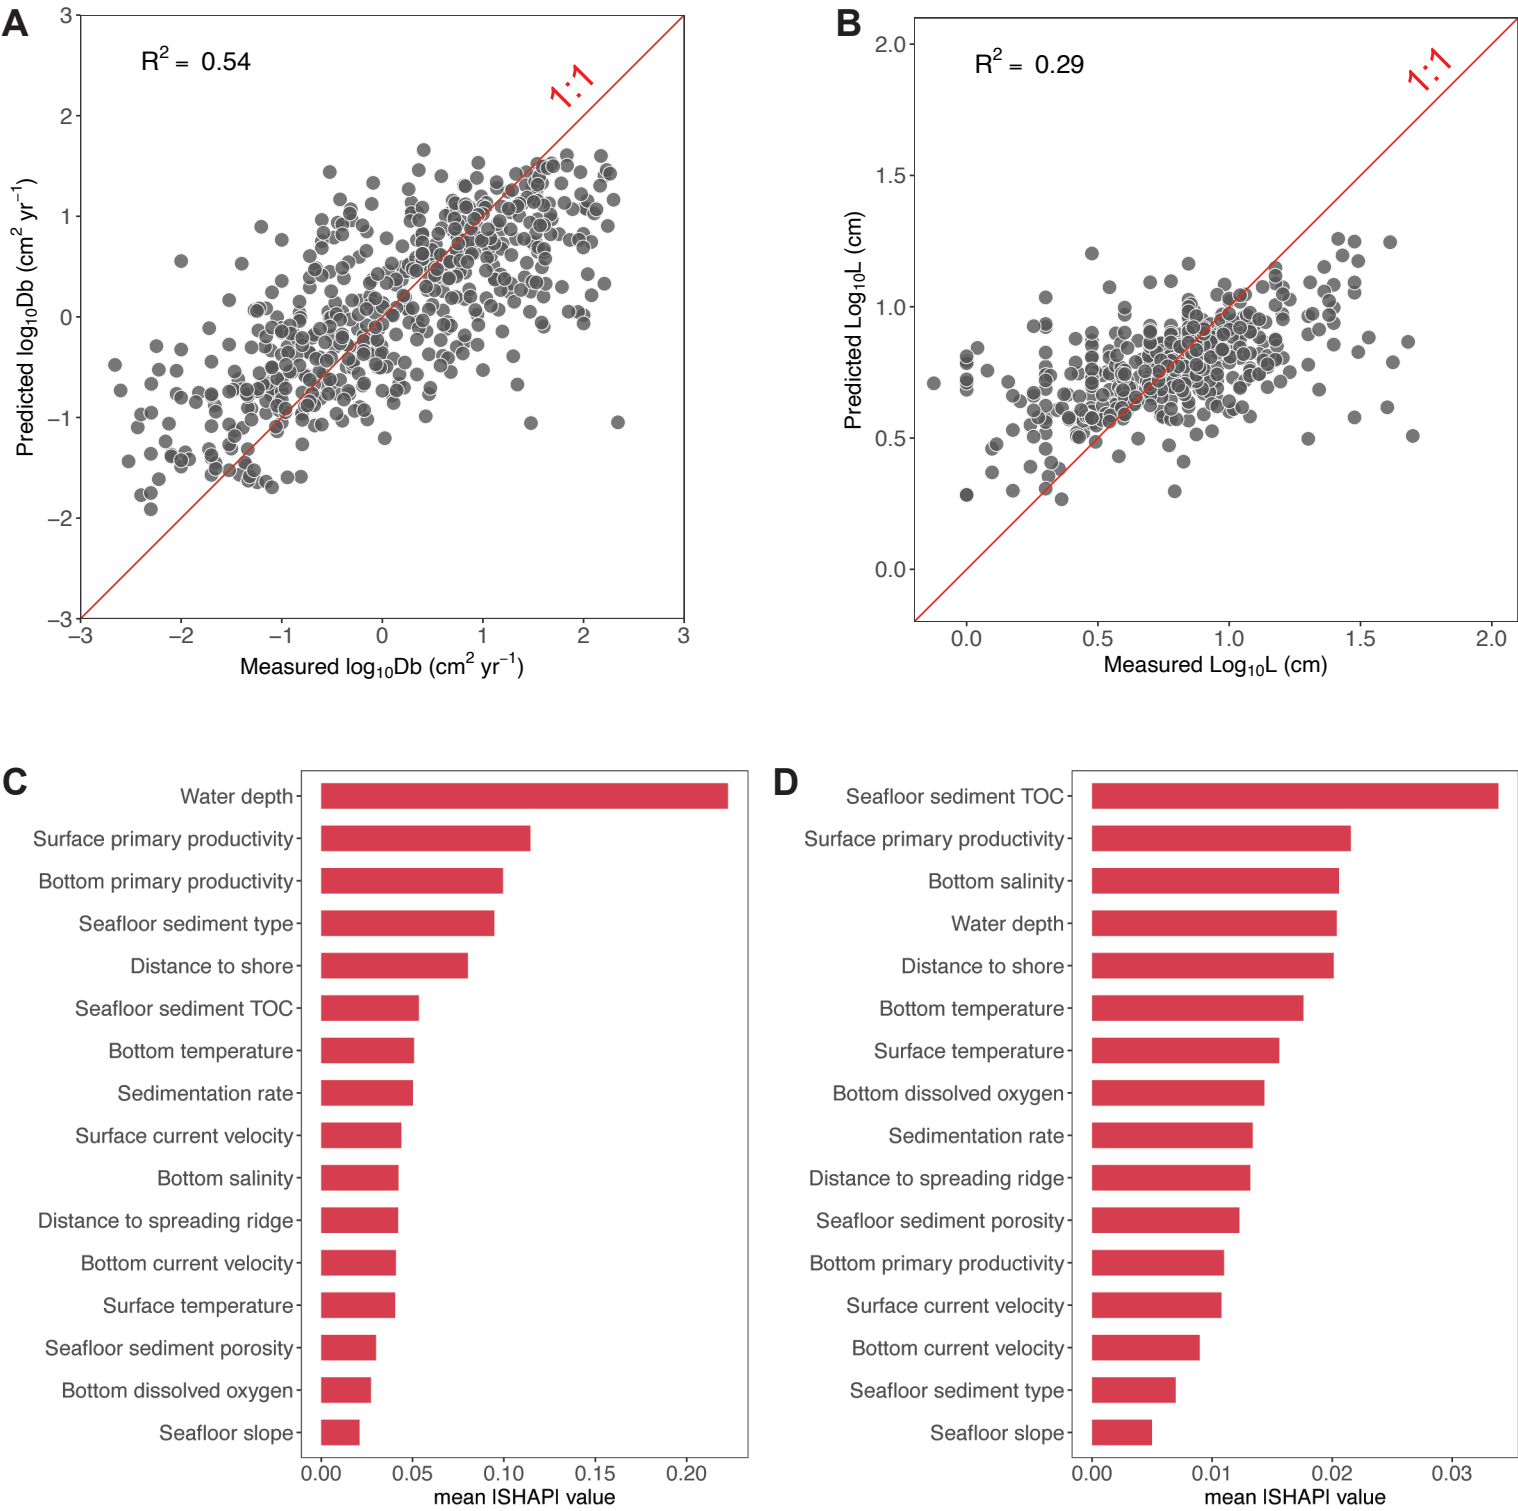 A
R² = 0.54
1:1
3
2
1
0
−1
−2
−3
−3 −2 −1 0 1 2 3
Predicted log₁₀Db (cm² yr⁻¹)
Measured log₁₀Db (cm² yr⁻¹)
B
R² = 0.29
1:1
2.0
1.5
1.0
0.5
0.0
0.0 0.5 1.0 1.5 2.0
Predicted Log₁₀L (cm)
Measured Log₁₀L (cm)
C
Water depth
Surface primary productivity
Bottom primary productivity
Seafloor sediment type
Distance to shore
Seafloor sediment TOC
Bottom temperature
Sedimentation rate
Surface current velocity
Bottom salinity
Distance to spreading ridge
Bottom current velocity
Surface temperature
Seafloor sediment porosity
Bottom dissolved oxygen
Seafloor slope
0.00 0.05 0.10 0.15 0.20
mean |SHAP| value
D
Seafloor sediment TOC
Surface primary productivity
Bottom salinity
Water depth
Distance to shore
Bottom temperature
Surface temperature
Bottom dissolved oxygen
Sedimentation rate
Distance to spreading ridge
Seafloor sediment porosity
Bottom primary productivity
Surface current velocity
Bottom current velocity
Seafloor sediment type
Seafloor slope
0.00 0.01 0.02 0.03
mean |SHAP| value